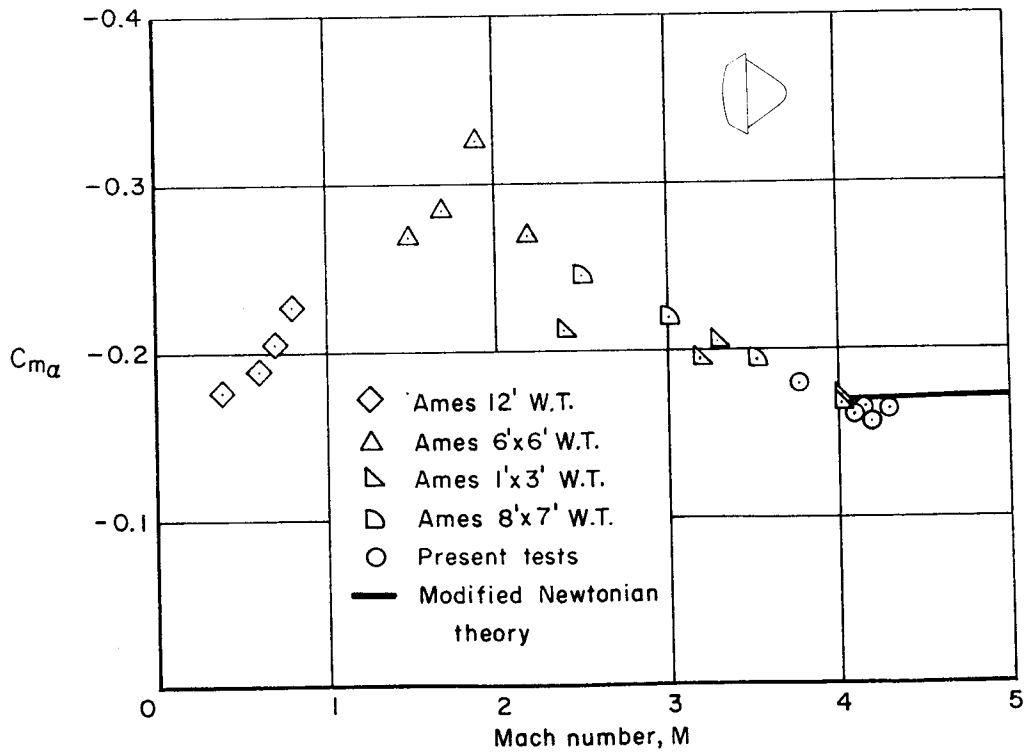 -0.4
-0.3
-0.2
-0.1
Cmα
Ames 12' W.T.
Ames 6'x6' W.T.
Ames 1'x3' W.T.
Ames 8'x7' W.T.
Present tests
Modified Newtonian
theory
0 1 2 3 4 5
Mach number, M